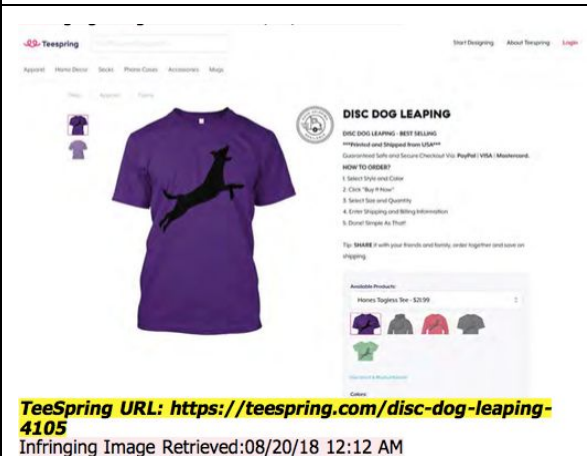 Teespring
Start Designing About Teespring Login
Apparel Home Decor Socks Phone Cases Accessories Mugs
Apparel
DISC DOG LEAPING
DISC DOG LEAPING - BEST SELLING
***Printed and Shipped from USA***
Guaranteed Safe and Secure Checkout Via: PayPal | VISA | Mastercard.
HOW TO ORDER?
1. Select Style and Color
2. Click "Buy It Now"
3. Select Size and Quantity
4. Enter Shipping and Billing Information
5. Done! Simple As That!
Tip: SHARE it with your friends and family, order together and save on
shipping.
Available Products:
Hanes Tagless Tee - $21.99
Colors:
TeeSpring URL: https://teespring.com/disc-dog-leaping-
4105
Infringing Image Retrieved:08/20/18 12:12 AM